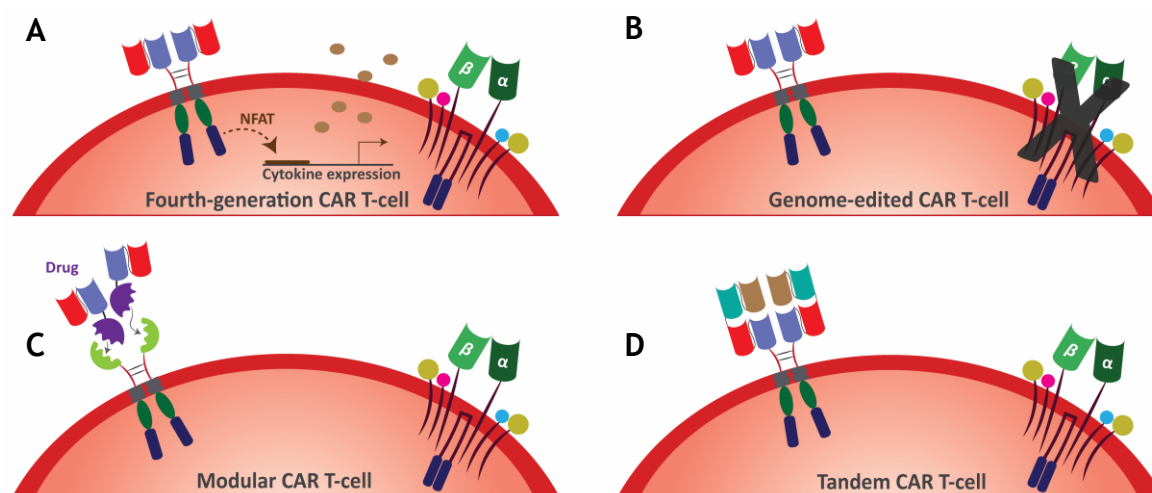 A
β
α
NFAT
Cytokine expression
Fourth-generation CAR T-cell
B
β
α
Genome-edited CAR T-cell
C
Drug
β
α
Modular CAR T-cell
D
β
α
Tandem CAR T-cell